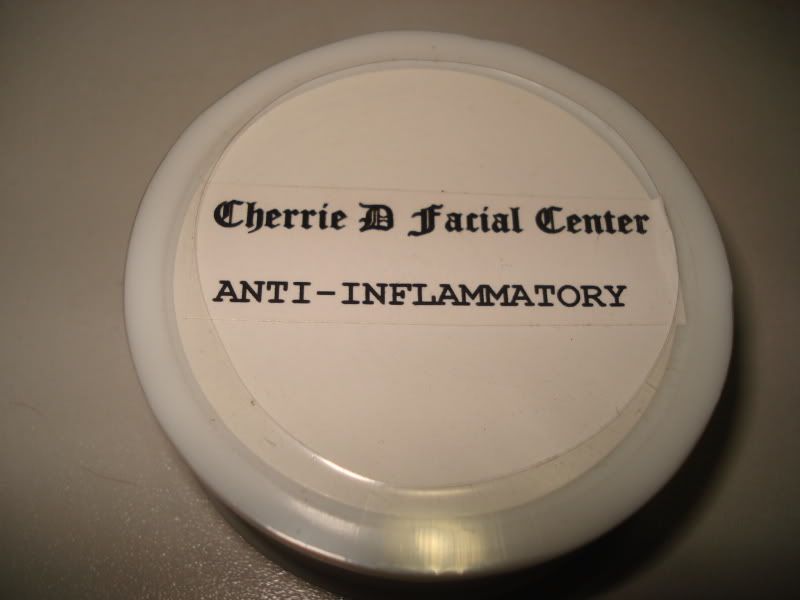 Cherrie D Facial Center
ANTI-INFLAMMATORY